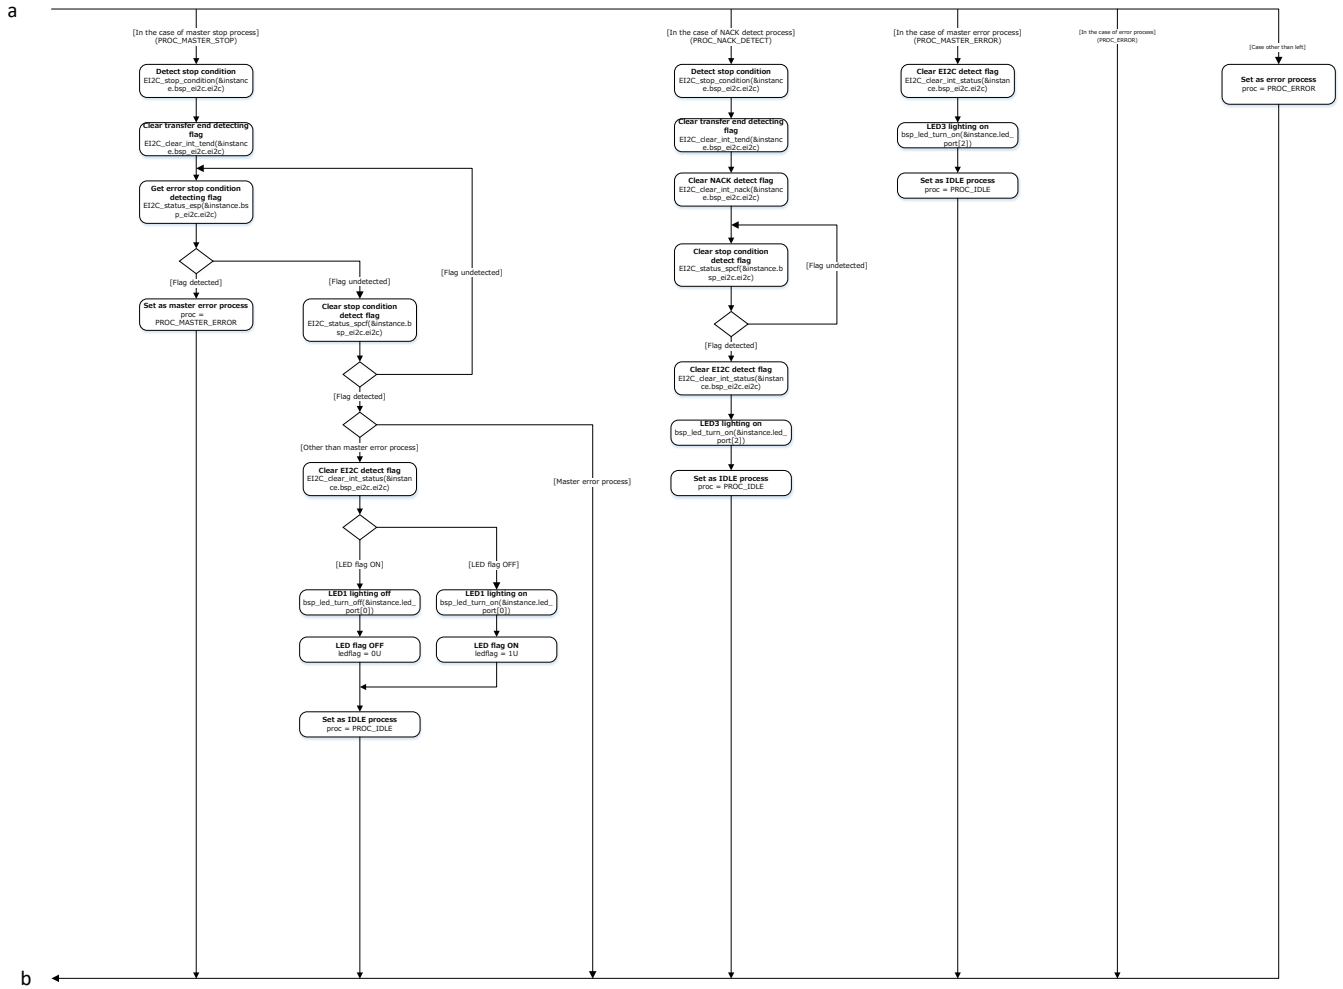 a
[In the case of master stop process]
(PROC_MASTER_STOP)
Detect stop condition
EI2C_stop_condition(&instanc
e.bsp_ei2c.ei2c)
Clear transfer end detecting
flag
EI2C_clear_int_tend(&instanc
e.bsp_ei2c.ei2c)
Get error stop condition
detecting flag
EI2C_status_esp(&instance.bs
p_ei2c.ei2c)
[Flag detected]
Set as master error process
proc =
PROC_MASTER_ERROR
[Flag undetected]
Clear stop condition
detect flag
EI2C_status_spcf(&instance.b
sp_ei2c.ei2c)
[Flag undetected]
[Flag detected]
[Other than master error process]
Clear EI2C detect flag
EI2C_clear_int_status(&instan
ce.bsp_ei2c.ei2c)
[Master error process]
[LED flag ON]
LED1 lighting off
bsp_led_turn_off(&instance.led_
port[0])
LED flag OFF
ledflag = 0U
[LED flag OFF]
LED1 lighting on
bsp_led_turn_on(&instance.led_
port[0])
LED flag ON
ledflag = 1U
Set as IDLE process
proc = PROC_IDLE
[In the case of NACK detect process]
(PROC_NACK_DETECT)
Detect stop condition
EI2C_stop_condition(&instanc
e.bsp_ei2c.ei2c)
Clear transfer end detecting
flag
EI2C_clear_int_tend(&instanc
e.bsp_ei2c.ei2c)
Clear NACK detect flag
EI2C_clear_int_nack(&instanc
e.bsp_ei2c.ei2c)
Clear stop condition
detect flag
EI2C_status_spcf(&instance.b
sp_ei2c.ei2c)
[Flag undetected]
[Flag detected]
Clear EI2C detect flag
EI2C_clear_int_status(&instan
ce.bsp_ei2c.ei2c)
LED3 lighting on
bsp_led_turn_on(&instance.led_
port[2])
Set as IDLE process
proc = PROC_IDLE
[In the case of master error process]
(PROC_MASTER_ERROR)
Clear EI2C detect flag
EI2C_clear_int_status(&instan
ce.bsp_ei2c.ei2c)
LED3 lighting on
bsp_led_turn_on(&instance.led_
port[2])
Set as IDLE process
proc = PROC_IDLE
[In the case of error process]
(PROC_ERROR)
[Case other than left]
Set as error process
proc = PROC_ERROR
b